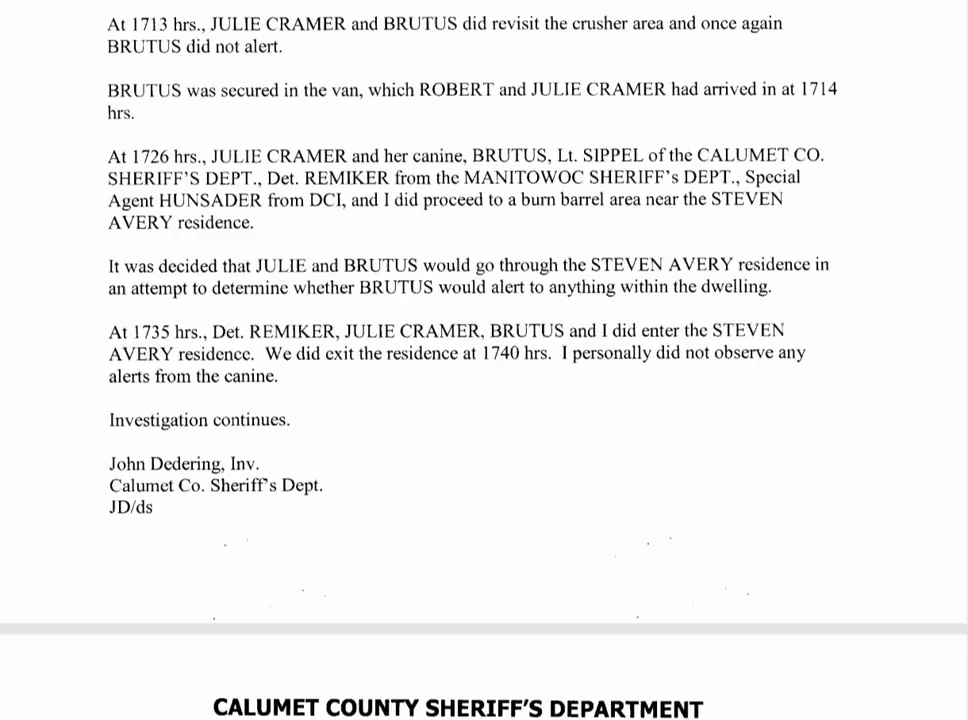 At 1713 hrs., JULIE CRAMER and BRUTUS did revisit the crusher area and once again
BRUTUS did not alert.
BRUTUS was secured in the van, which ROBERT and JULIE CRAMER had arrived in at 1714
hrs.
At 1726 hrs., JULIE CRAMER and her canine, BRUTUS, Lt. SIPPEL of the CALUMET CO.
SHERIFF'S DEPT., Det. REMIKER from the MANITOWOC SHERIFF's DEPT., Special
Agent HUNSADER from DCI, and I did proceed to a burn barrel area near the STEVEN
AVERY residence.
It was decided that JULIE and BRUTUS would go through the STEVEN AVERY residence in
an attempt to determine whether BRUTUS would alert to anything within the dwelling.
At 1735 hrs., Det. REMIKER, JULIE CRAMER, BRUTUS and I did enter the STEVEN
AVERY residence. We did exit the residence at 1740 hrs. I personally did not observe any
alerts from the canine.
Investigation continues.
John Dedering, Inv.
Calumet Co. Sheriff's Dept.
JD/ds
CALUMET COUNTY SHERIFF'S DEPARTMENT